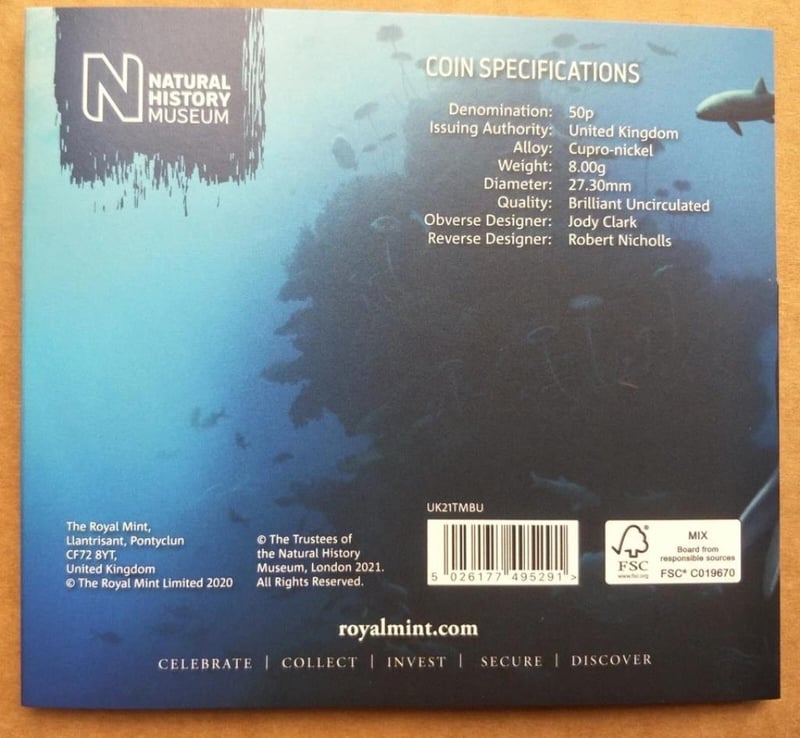 N NATURAL
HISTORY
MUSEUM
COIN SPECIFICATIONS
Denomination: 50p
Issuing Authority: United Kingdom
Alloy: Cupro-nickel
Weight: 8.00g
Diameter: 27.30mm
Quality: Brilliant Uncirculated
Obverse Designer: Jody Clark
Reverse Designer: Robert Nicholls
The Royal Mint,
Llantrisant, Pontyclun
CF72 8YT,
United Kingdom
© The Royal Mint Limited 2020
© The Trustees of
the Natural History
Museum, London 2021.
All Rights Reserved.
UK21TMBU
5 026177 495291 >
FSC
www.fsc.org
MIX
Board from
responsible sources
FSC® C019670
royalmint.com
CELEBRATE | COLLECT | INVEST | SECURE | DISCOVER